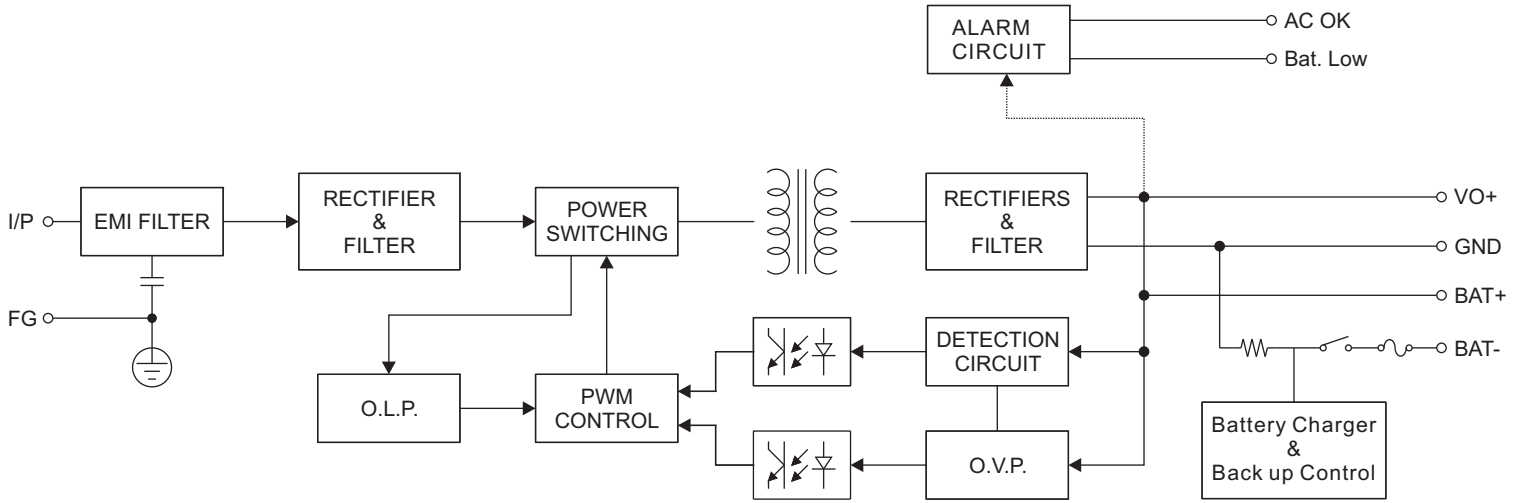 ALARM
CIRCUIT
AC OK
Bat. Low
I/P
EMI FILTER
RECTIFIER
&
FILTER
POWER
SWITCHING
RECTIFIERS
&
FILTER
VO+
GND
BAT+
BAT-
FG
O.L.P.
PWM
CONTROL
DETECTION
CIRCUIT
O.V.P.
Battery Charger
&
Back up Control